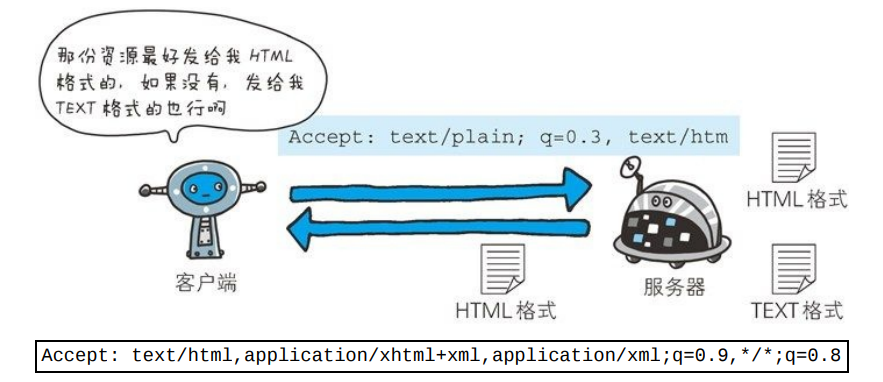 那份资源最好发给我 HTML
格式的, 如果没有, 发给我
TEXT 格式的也行啊
Accept: text/plain; q=0.3, text/htm
HTML 格式
客户端
服务器
HTML 格式
TEXT 格式
Accept: text/html,application/xhtml+xml,application/xml;q=0.9,*/*;q=0.8